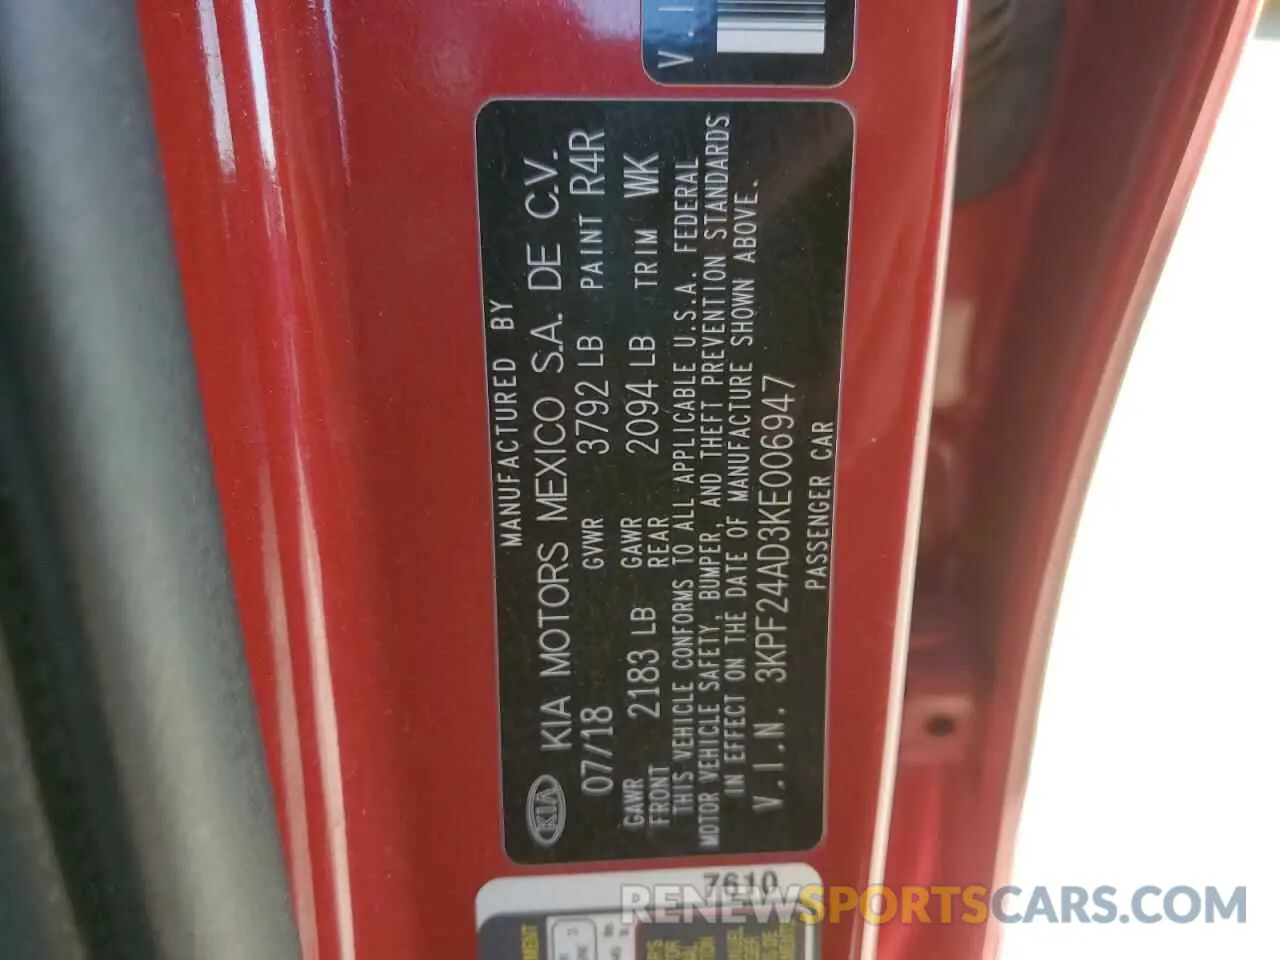 V.I
MANUFACTURED BY
KIA KIA MOTORS MEXICO S.A. DE C.V.
07/18 GVWR 3792 LB PAINT R4R
GAWR FRONT 2183 LB GAWR REAR 2094 LB TRIM WK
THIS VEHICLE CONFORMS TO ALL APPLICABLE U.S.A. FEDERAL
MOTOR VEHICLE SAFETY, BUMPER, AND THEFT PREVENTION STANDARDS
IN EFFECT ON THE DATE OF MANUFACTURE SHOWN ABOVE.
V.I.N. 3KPF24AD3KE006947
PASSENGER CAR
7610
RENEWSPORTSCARS.COM